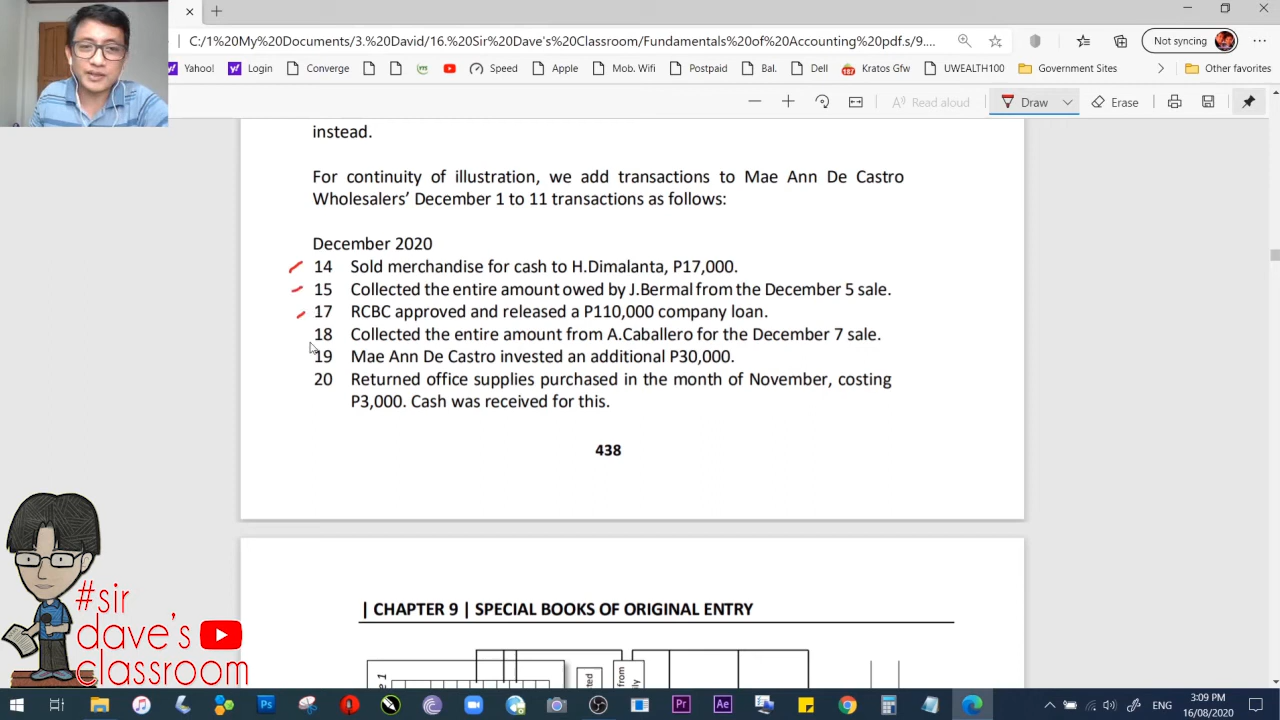 C:/1%20My%20Documents/3.%20David/16.%20Sir%20Dave's%20Classroom/Fundamentals%20of%20Accounting%20pdf.s/9....
Not syncing
Yahoo!
Login
Converge
Speed
Apple
Mob. Wifi
Postpaid
Bal.
Dell
Kratos Gfw
UWEALTH100
Government Sites
Other favorites
Read aloud
Draw
Erase
instead.
For continuity of illustration, we add transactions to Mae Ann De Castro
Wholesalers' December 1 to 11 transactions as follows:
December 2020
14 Sold merchandise for cash to H.Dimalanta, P17,000.
15 Collected the entire amount owed by J.Bermal from the December 5 sale.
17 RCBC approved and released a P110,000 company loan.
18 Collected the entire amount from A.Caballero for the December 7 sale.
19 Mae Ann De Castro invested an additional P30,000.
20 Returned office supplies purchased in the month of November, costing
P3,000. Cash was received for this.
438
| CHAPTER 9 | SPECIAL BOOKS OF ORIGINAL ENTRY
from
#sir
dave's
classroom
ENG
3:09 PM
16/08/2020